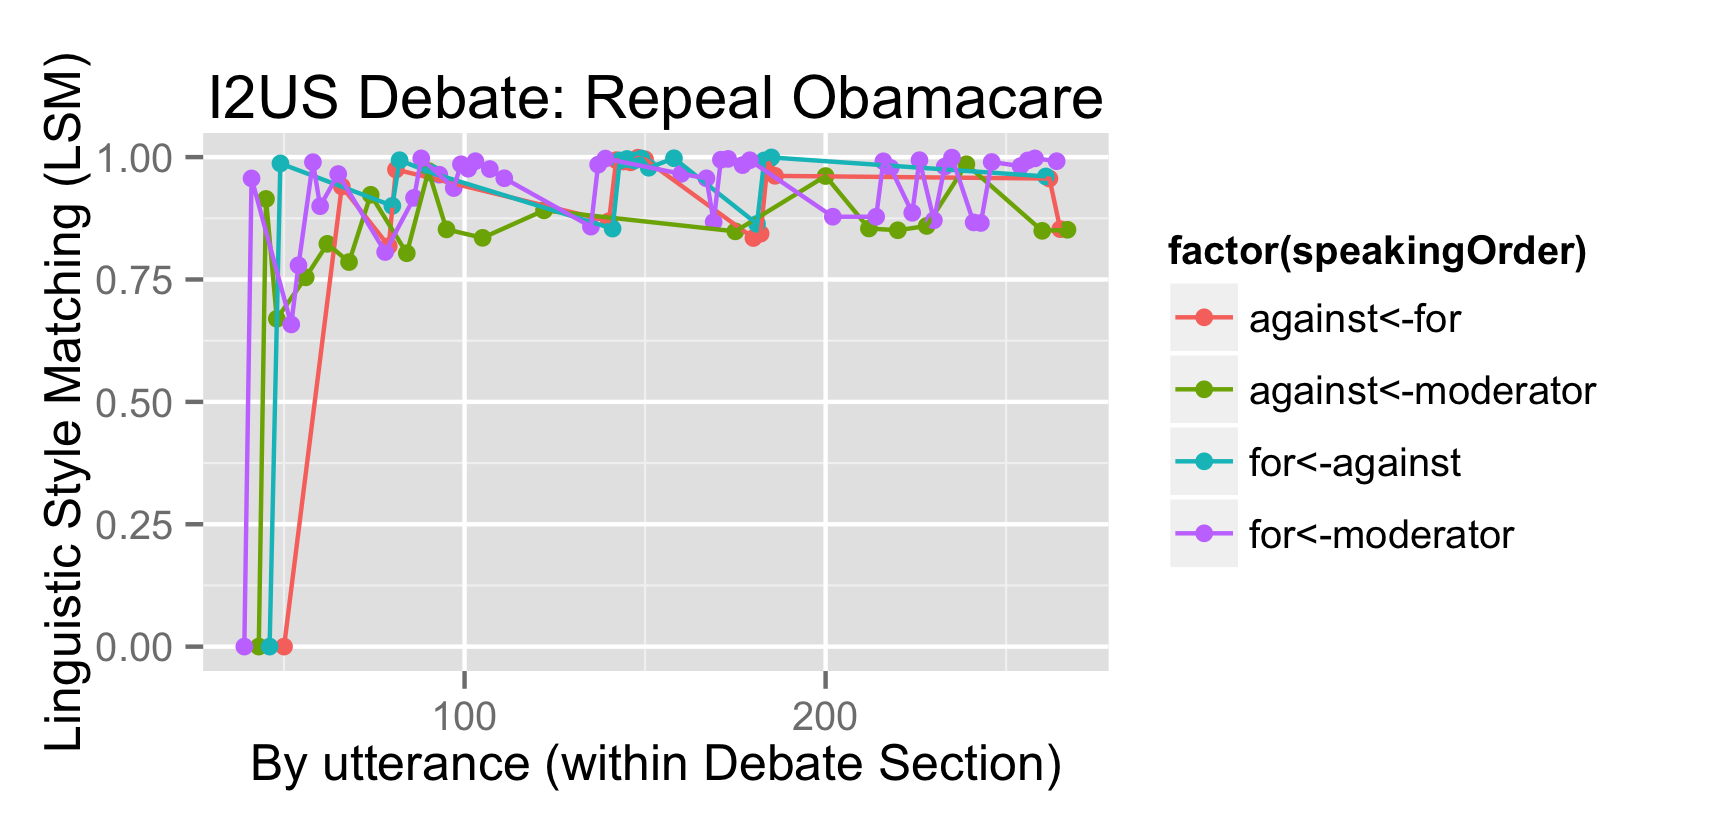 I2US Debate: Repeal Obamacare
Linguistic Style Matching (LSM)
1.00
0.75
0.50
0.25
0.00
100 200
By utterance (within Debate Section)
factor(speakingOrder)
against<-for
against<-moderator
for<-against
for<-moderator